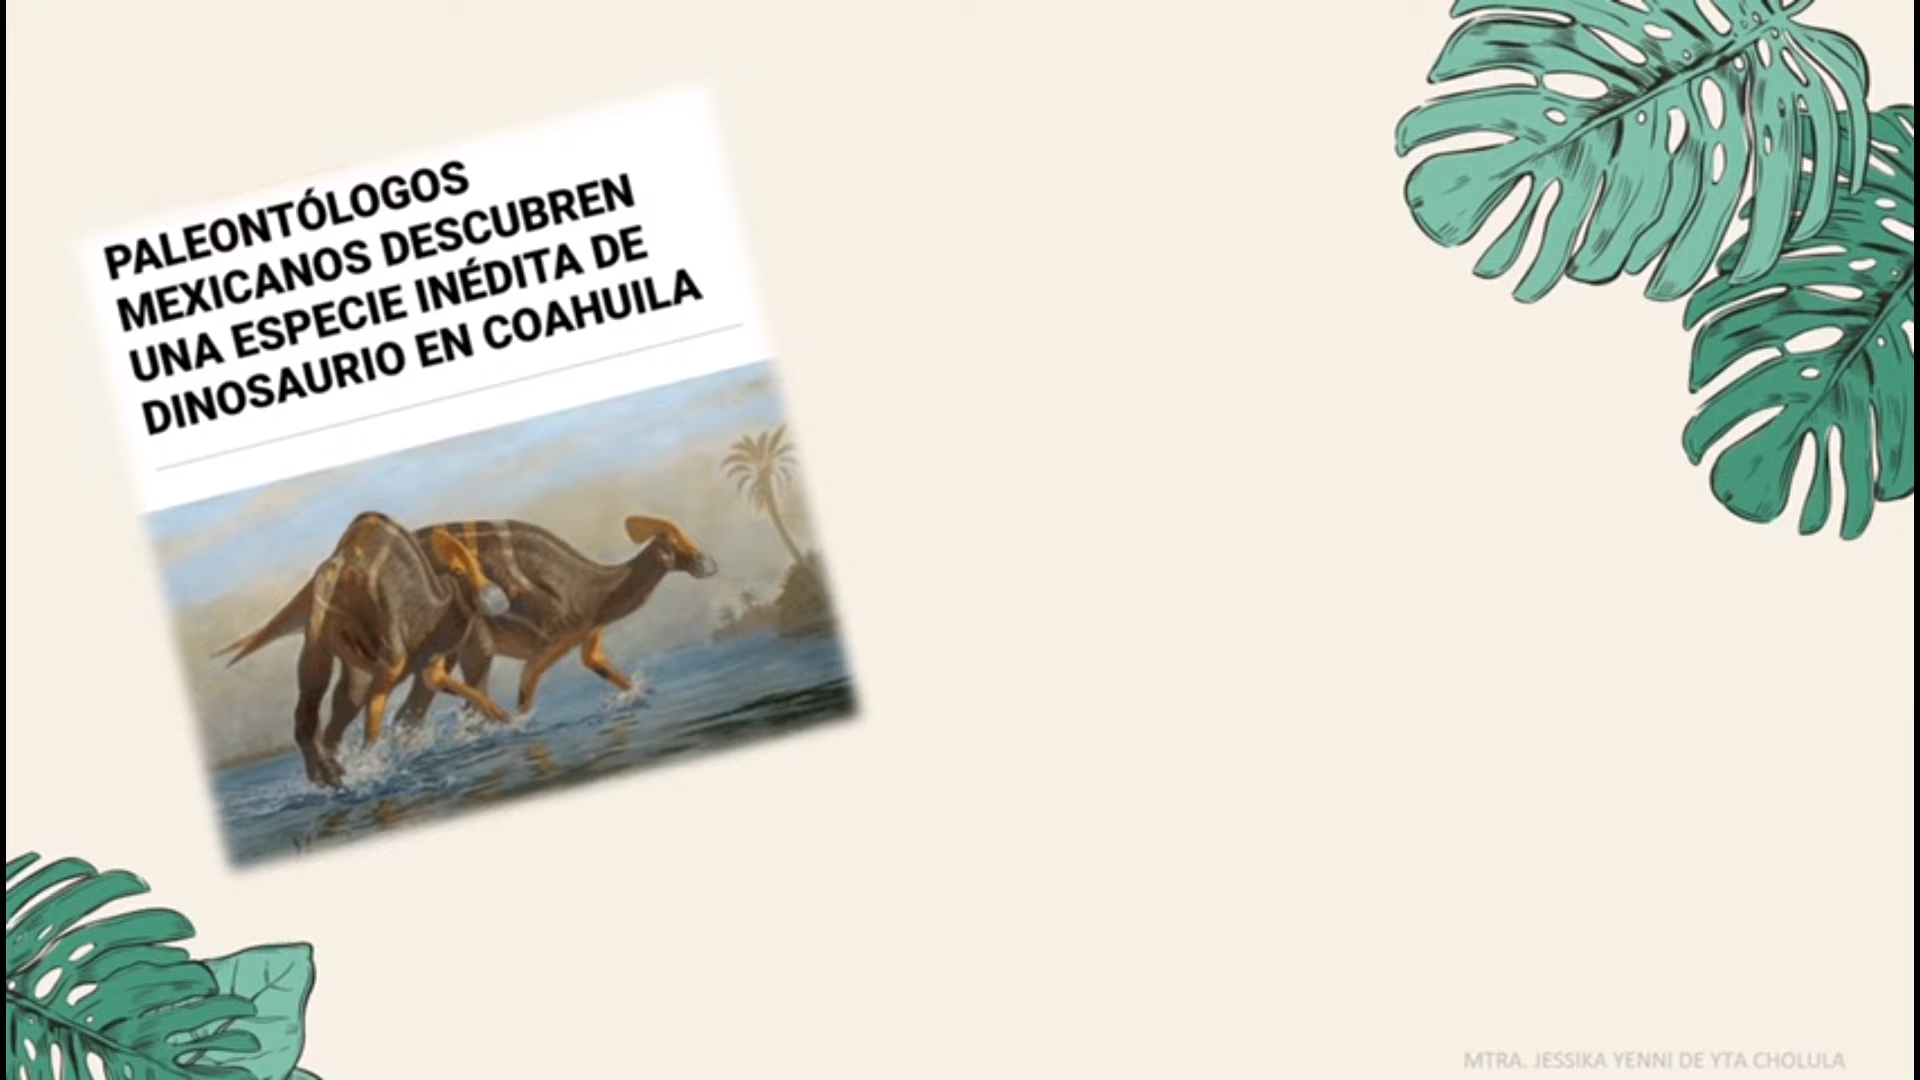 PALEONTÓLOGOS
MEXICANOS DESCUBREN
UNA ESPECIE INÉDITA DE
DINOSAURIO EN COAHUILA
MTRA. JESSIKA YENNI DE YTA CHOLULA